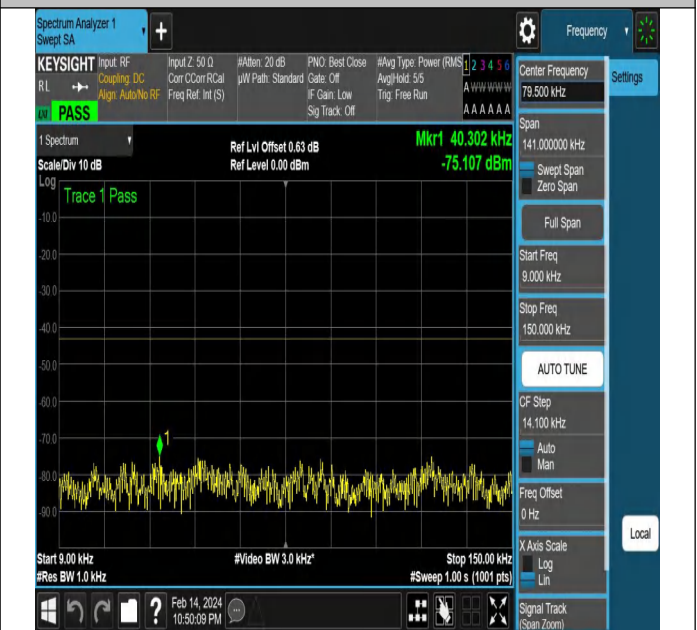 Spectrum Analyzer 1
Swept SA
Frequency
KEYSIGHT
RL
PASS
Input: RF
Coupling: DC
Align: Auto/No RF
Input Z: 50 Ω
Corr CCorr RCal
Freq Ref: Int (S)
#Atten: 20 dB
µW Path: Standard
PNO: Best Close
Gate: Off
IF Gain: Low
Sig Track: Off
#Avg Type: Power (RMS
Avg|Hold: 5/5
Trig: Free Run
1 2 3 4 5 6
A W W W W W
A A A A A A
Center Frequency
79.500 kHz
Settings
Span
141.000000 kHz
Swept Span
Zero Span
Full Span
Start Freq
9.000 kHz
Stop Freq
150.000 kHz
AUTO TUNE
CF Step
14.100 kHz
Auto
Man
Freq Offset
0 Hz
X Axis Scale
Log
Lin
Signal Track
(Span Zoom)
Local
1 Spectrum
Scale/Div 10 dB
Ref Lvl Offset 0.63 dB
Ref Level 0.00 dBm
Mkr1 40.302 kHz
-75.107 dBm
Log
Trace 1 Pass
-10.0
-20.0
-30.0
-40.0
-50.0
-60.0
-70.0
-80.0
-90.0
1
Start 9.00 kHz
#Res BW 1.0 kHz
#Video BW 3.0 kHz*
Stop 150.00 kHz
#Sweep 1.00 s (1001 pts)
Feb 14, 2024
10:50:09 PM